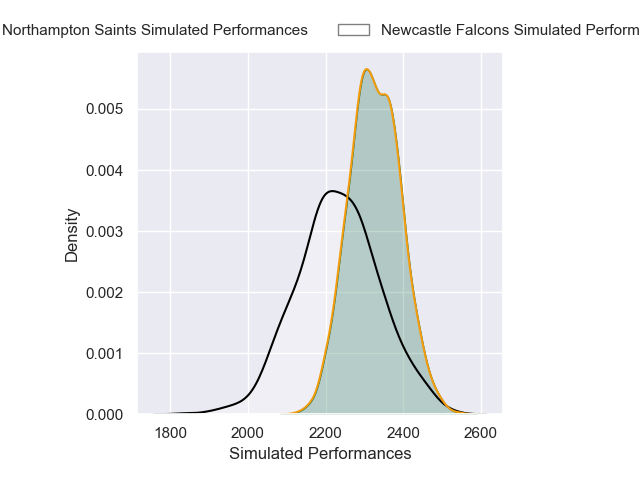 Northampton Saints Simulated Performances Newcastle Falcons Simulated Perform
0.005
0.004
0.003
0.002
0.001
0.000
Density
1800 2000 2200 2400 2600
Simulated Performances